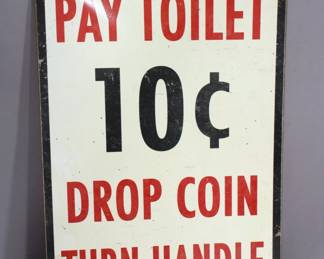 PAY TOILET
10¢
DROP COIN
TURN HANDLE